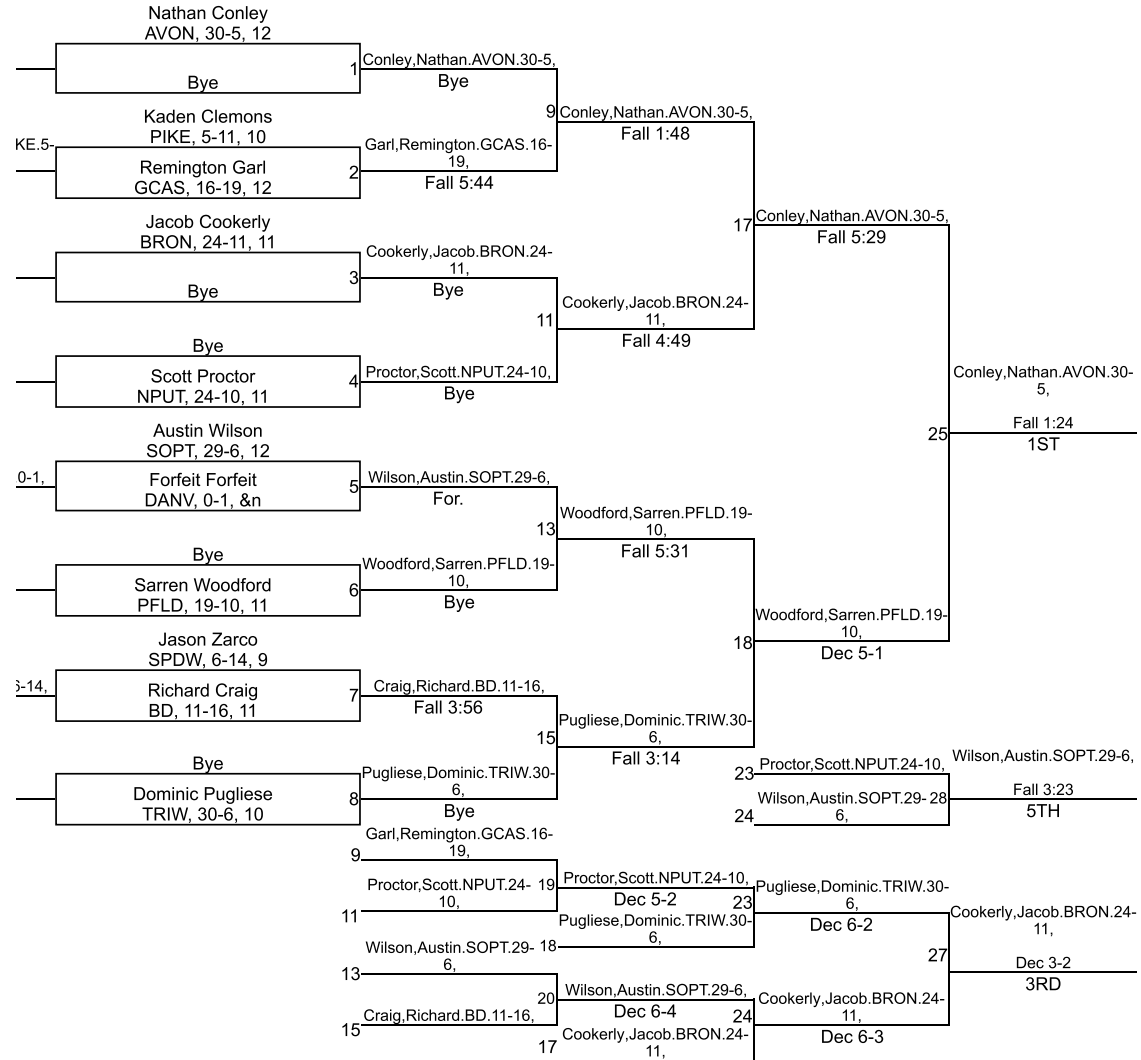 Nathan Conley
AVON, 30-5, 12
Conley,Nathan.AVON.30-5,
1
Bye
Bye
9
Conley,Nathan.AVON.30-5,
Fall 1:48
Kaden Clemons
PIKE, 5-11, 10
KE.5-
Remington Garl
GCAS, 16-19, 12
2
Garl,Remington.GCAS.16-
19,
Fall 5:44
17
Conley,Nathan.AVON.30-5,
Fall 5:29
Jacob Cookerly
BRON, 24-11, 11
Bye
3
Cookerly,Jacob.BRON.24-
11,
Bye
11
Cookerly,Jacob.BRON.24-
11,
Fall 4:49
Bye
Scott Proctor
NPUT, 24-10, 11
4
Proctor,Scott.NPUT.24-10,
Bye
25
Conley,Nathan.AVON.30-
5,
Fall 1:24
1ST
Austin Wilson
SOPT, 29-6, 12
0-1,
Forfeit Forfeit
DANV, 0-1, &n
5
Wilson,Austin.SOPT.29-6,
For.
13
Woodford,Sarren.PFLD.19-
10,
Fall 5:31
Bye
Sarren Woodford
PFLD, 19-10, 11
6
Woodford,Sarren.PFLD.19-
10,
Bye
18
Woodford,Sarren.PFLD.19-
10,
Dec 5-1
Jason Zarco
SPDW, 6-14, 9
6-14,
Richard Craig
BD, 11-16, 11
7
Craig,Richard.BD.11-16,
Fall 3:56
15
Pugliese,Dominic.TRIW.30-
6,
Fall 3:14
Bye
Dominic Pugliese
TRIW, 30-6, 10
8
Pugliese,Dominic.TRIW.30-
6,
Bye
23
Proctor,Scott.NPUT.24-10,
24
Wilson,Austin.SOPT.29-
6,
28
Wilson,Austin.SOPT.29-6,
Fall 3:23
5TH
9
Garl,Remington.GCAS.16-
19,
11
Proctor,Scott.NPUT.24-
10,
19
Proctor,Scott.NPUT.24-10,
Dec 5-2
18
Pugliese,Dominic.TRIW.30-
6,
23
Pugliese,Dominic.TRIW.30-
6,
Dec 6-2
13
Wilson,Austin.SOPT.29-
6,
15
Craig,Richard.BD.11-16,
20
Wilson,Austin.SOPT.29-6,
Dec 6-4
17
Cookerly,Jacob.BRON.24-
11,
24
Cookerly,Jacob.BRON.24-
11,
Dec 6-3
27
Cookerly,Jacob.BRON.24-
11,
Dec 3-2
3RD